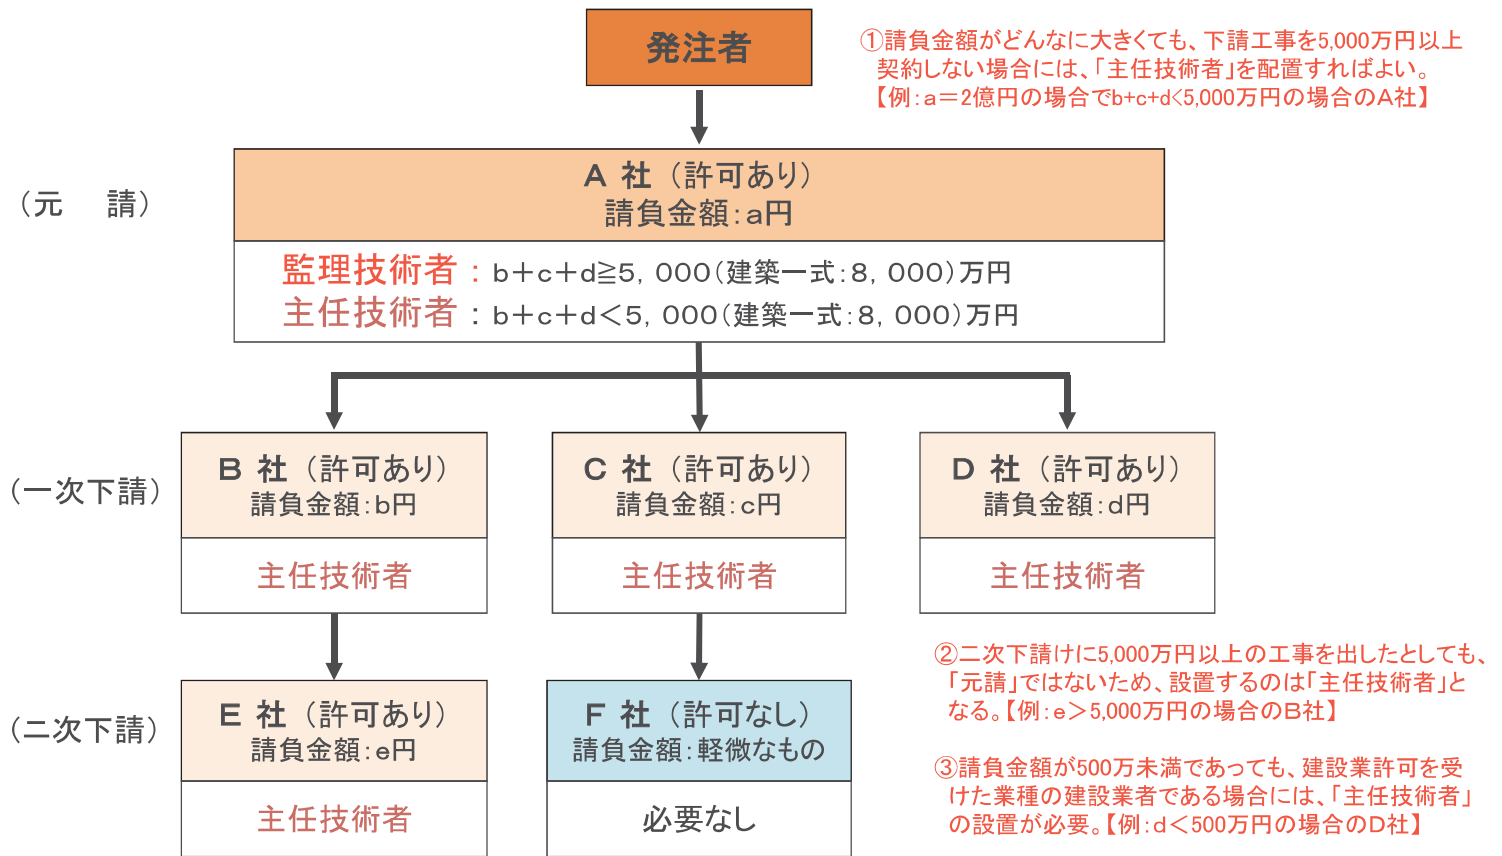 発注者
①請負金額がどんなに大きくても、下請工事を5,000万円以上
契約しない場合には、「主任技術者」を配置すればよい。
【例：a＝2億円の場合でb+c+d<5,000万円の場合のA社】
（元　請）
A 社（許可あり）
請負金額：a円
監理技術者：b＋c＋d≧5，000（建築一式：8，000）万円
主任技術者：b＋c＋d＜5，000（建築一式：8，000）万円
（一次下請）
B 社（許可あり）
請負金額：b円
主任技術者
C 社（許可あり）
請負金額：c円
主任技術者
D 社（許可あり）
請負金額：d円
主任技術者
（二次下請）
E 社（許可あり）
請負金額：e円
主任技術者
F 社（許可なし）
請負金額：軽微なもの
必要なし
②二次下請けに5,000万円以上の工事を出したとしても、
「元請」ではないため、設置するのは「主任技術者」と
なる。【例：e＞5,000万円の場合のB社】
③請負金額が500万未満であっても、建設業許可を受
けた業種の建設業者である場合には、「主任技術者」
の設置が必要。【例：d＜500万円の場合のD社】